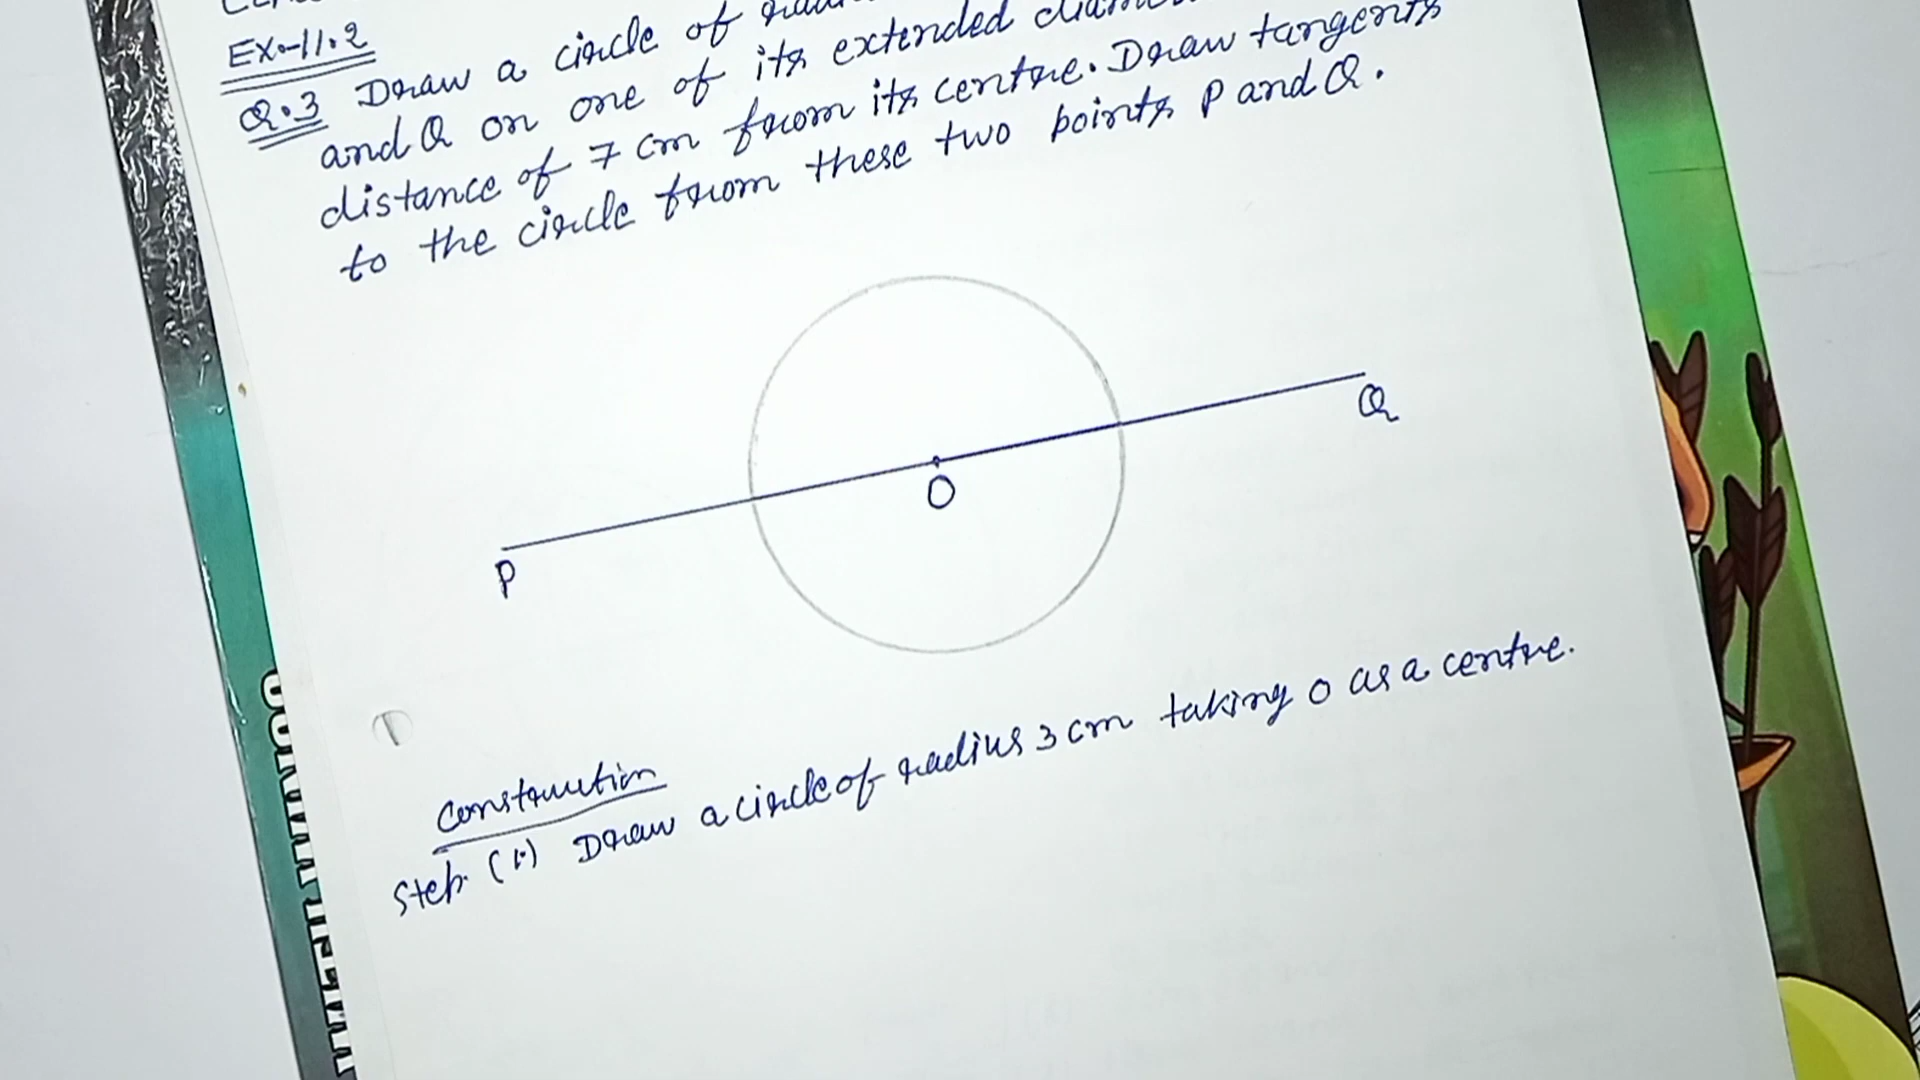 Ex-11.2
Q.3 Draw a circle of
and Q on one of its extended
distance of 7 cm from its centre. Draw tangents
to the circle from these two points P and Q.
Q
O
P
Construction
Step (1) Draw a circle of radius 3 cm taking O as a centre.